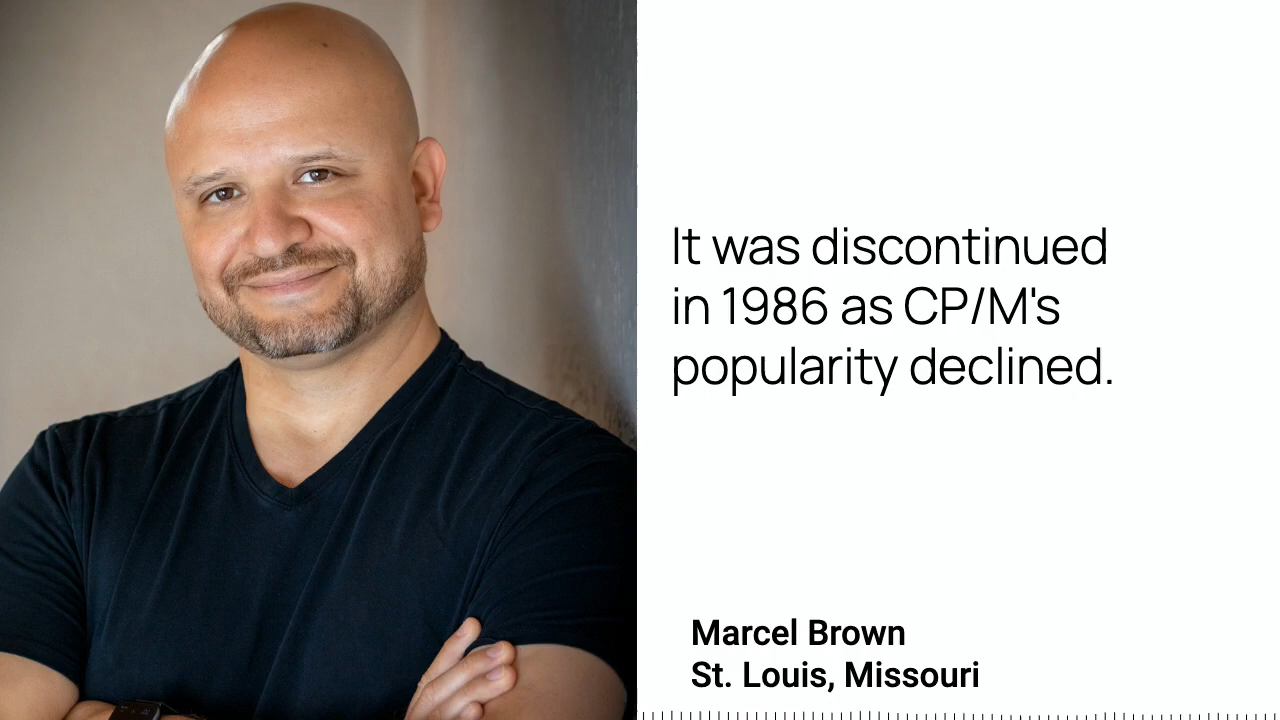 It was discontinued
in 1986 as CP/M's
popularity declined.
Marcel Brown
St. Louis, Missouri